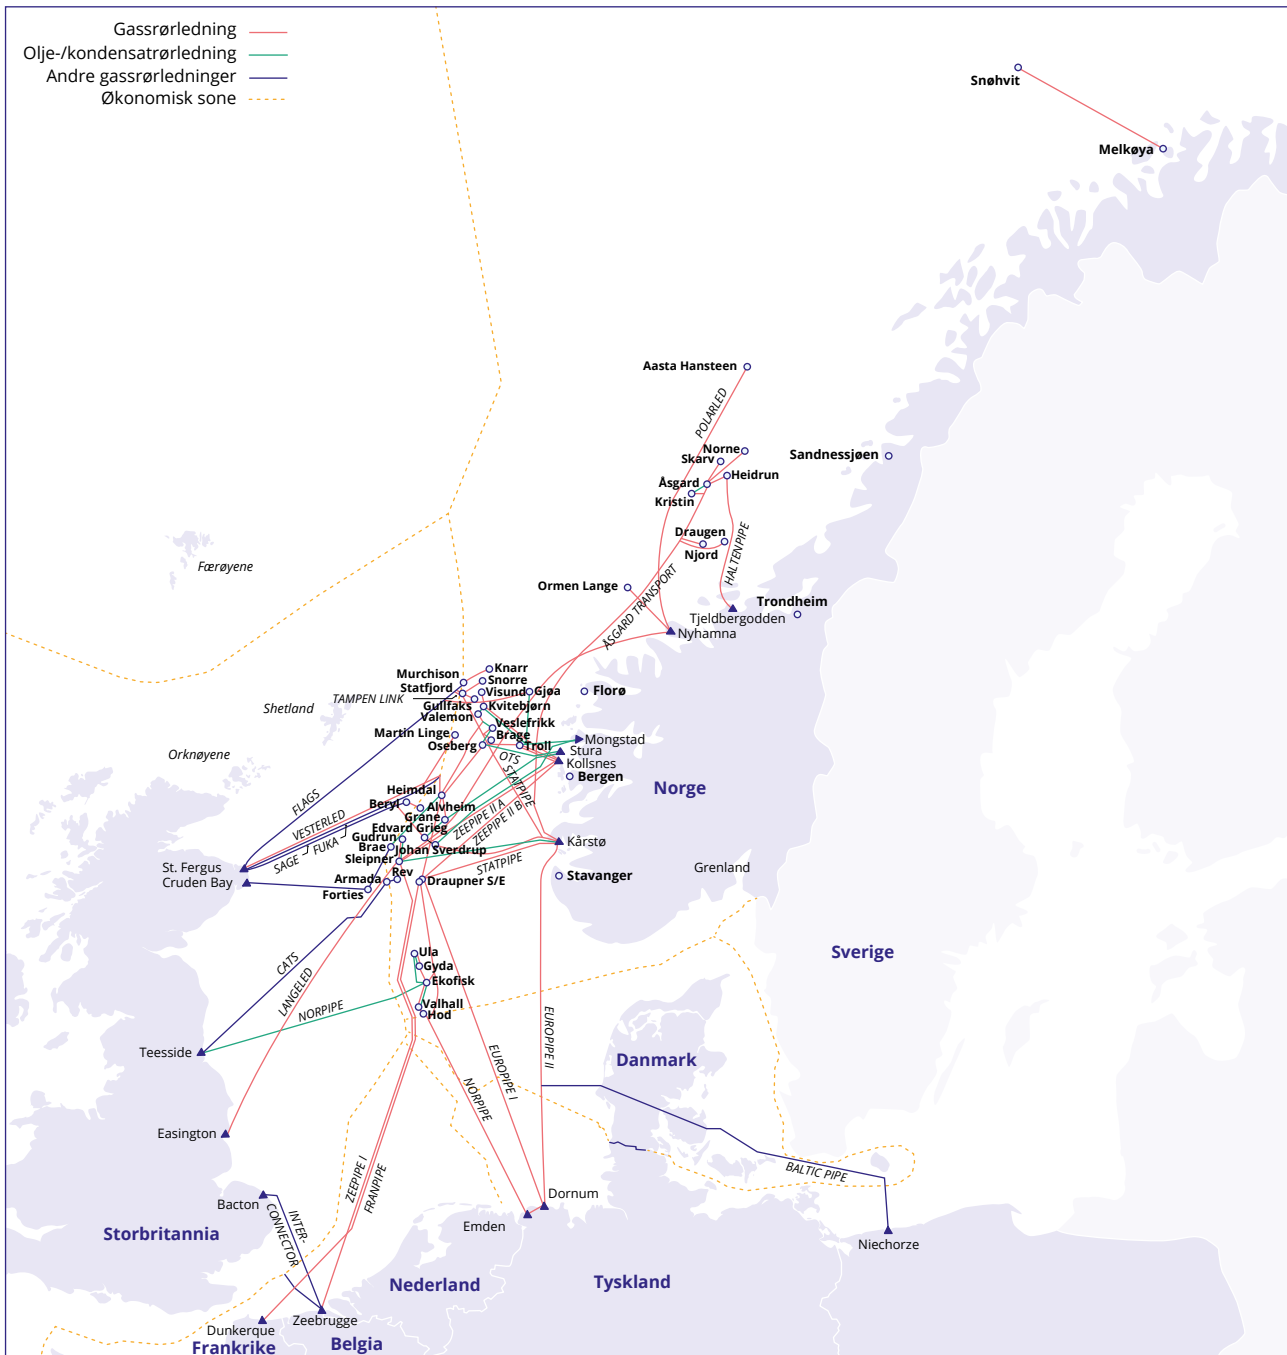 Gassrørledning
Olje-/kondensatrørledning
Andre gassrørledninger
Økonomisk sone
Snøhvit
Melkøya
Aasta Hansteen
POLARLED
Norne
Skarv
Sandnessjøen
Heidrun
Åsgard
Kristin
Draugen
Njord
HALTENPIPE
Færøyene
Ormen Lange
ÅSGARD TRANSPORT
Trondheim
Tjeldbergodden
Nyhamna
Murchison
Knarr
Snorre
Statfjord
Visund
Gjøa
Florø
TAMPEN LINK
Gullfaks
Kvitebjørn
Shetland
Valemon
Veslefrikk
Martin Linge
Brage
Mongstad
Oseberg
Troll
Stura
Orknøyene
OTS
Kollsnes
STATPIPE
Bergen
Norge
Heimdal
FLAGS
Beryl
Alvheim
VESTERLED
Grane
ZEEPIPE II A
ZEEPIPE II B
Edvard Grieg
Gudrun
SAGE
FUKA
Brae
Johan Sverdrup
Kårstø
Sleipner
STATPIPE
St. Fergus
Grenland
Rev
Cruden Bay
Armada
Draupner S/E
Stavanger
Forties
Sverige
Ula
CATS
Gyda
LANGELED
Ekofisk
NORPIPE
Valhall
Hod
EUROPIPE II
Teesside
Danmark
EUROPIPE I
NORPIPE
Easington
ZEEPIPE I
FRANPIPE
BALTIC PIPE
Dornum
Bacton
INTER-
CONNECTOR
Emden
Storbritannia
Niechorze
Nederland
Tyskland
Zeebrugge
Dunkerque
Frankrike
Belgia